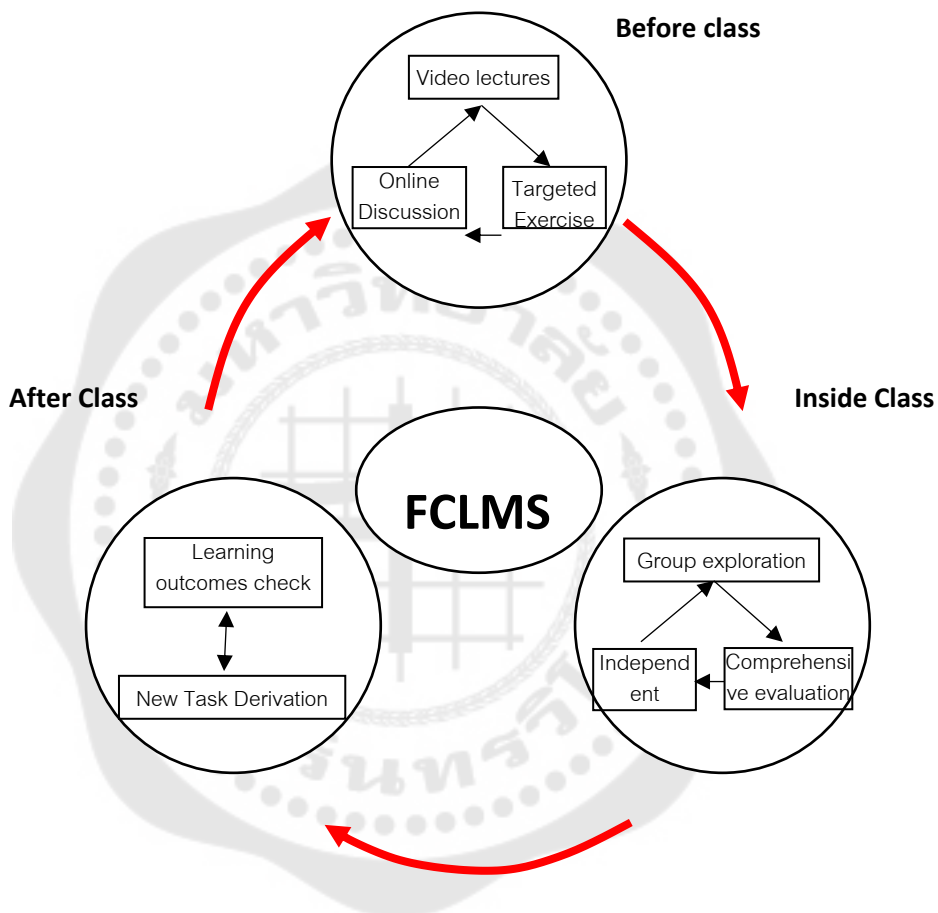 Before class
Video lectures
Online
Discussion
Targeted
Exercise
After Class
Inside Class
FCLMS
Learning
outcomes check
New Task Derivation
Group exploration
Independ
ent
Comprehensi
ve evaluation